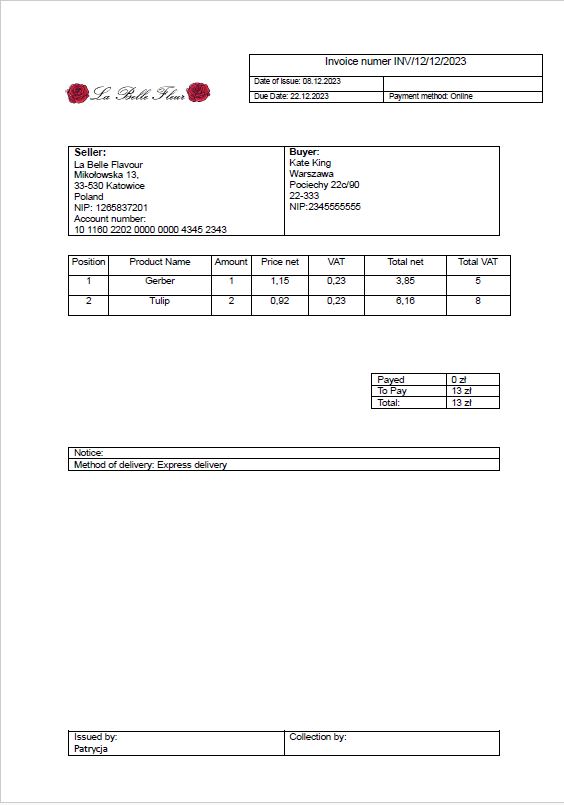 Invoice numer INV/12/12/2023
Date of issue: 08.12.2023
Due Date: 22.12.2023 Payment method: Online
La Belle Fleur
Seller:
La Belle Flavour
Mikołowska 13,
33-530 Katowice
Poland
NIP: 1265837201
Account number:
10 1160 2202 0000 0000 4345 2343
Buyer:
Kate King
Warszawa
Pociechy 22c/90
22-333
NIP:2345555555
Position Product Name Amount Price net VAT Total net Total VAT
1 Gerber 1 1,15 0,23 3,85 5
2 Tulip 2 0,92 0,23 6,16 8
Payed 0 zł
To Pay 13 zł
Total: 13 zł
Notice:
Method of delivery: Express delivery
Issued by:
Patrycja
Collection by: